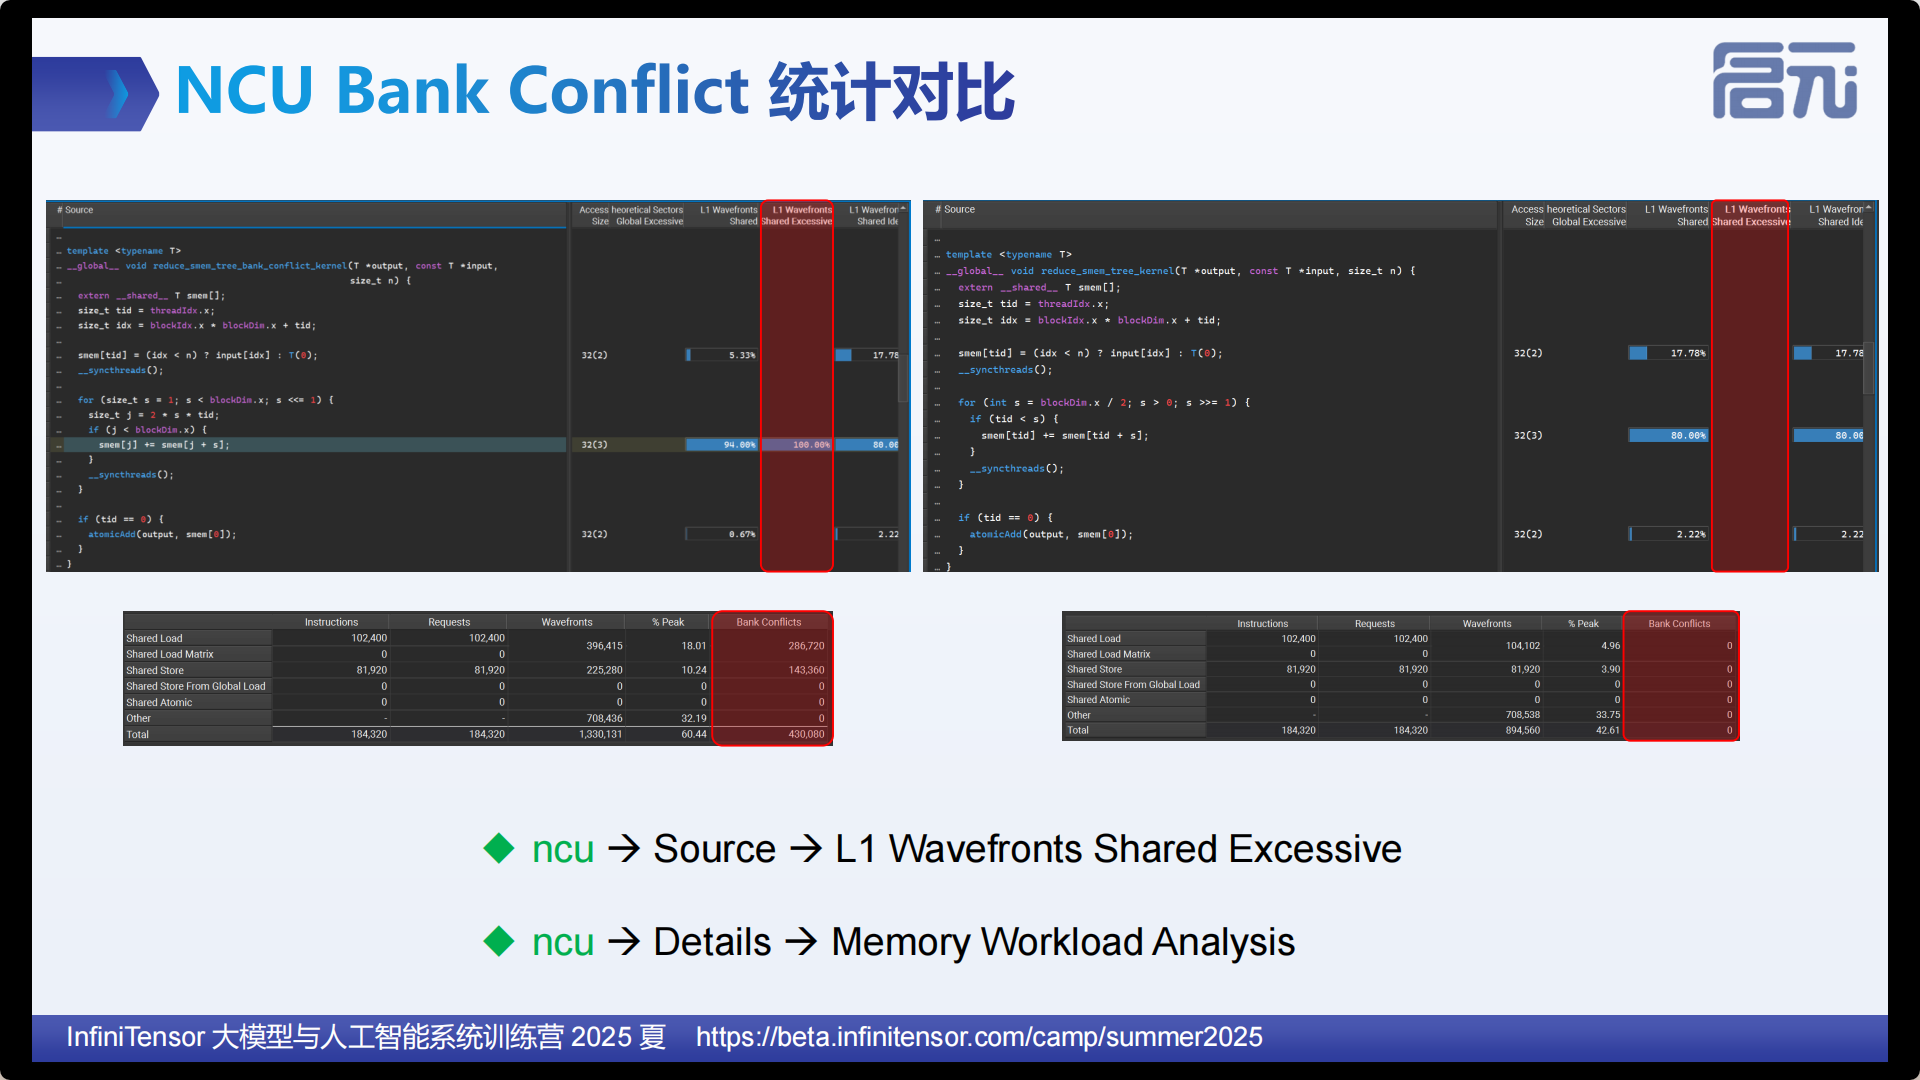 NCU Bank Conflict 统计对比
启元
# Source
Access heoretical Sectors L1 Wavefronts L1 Wavefronts L1 Wavefron
Size Global Excessive Shared Shared Excessive Shared Ide
template <typename T>
__global__ void reduce_smem_tree_bank_conflict_kernel(T *output, const T *input,
size_t n) {
extern __shared__ T smem[];
size_t tid = threadIdx.x;
size_t idx = blockIdx.x * blockDim.x + tid;
smem[tid] = (idx < n) ? input[idx] : T(0); 32(2) 5.33% 17.78
__syncthreads();
for (size_t s = 1; s < blockDim.x; s <<= 1) {
size_t j = 2 * s * tid;
if (j < blockDim.x) {
smem[j] += smem[j + s]; 32(3) 94.00% 100.00% 80.00
}
__syncthreads();
}
if (tid == 0) {
atomicAdd(output, smem[0]); 32(2) 0.67% 2.22
}
}
# Source
Access heoretical Sectors L1 Wavefronts L1 Wavefronts L1 Wavefron
Size Global Excessive Shared Shared Excessive Shared Ide
template <typename T>
__global__ void reduce_smem_tree_kernel(T *output, const T *input, size_t n) {
extern __shared__ T smem[];
size_t tid = threadIdx.x;
size_t idx = blockIdx.x * blockDim.x + tid;
smem[tid] = (idx < n) ? input[idx] : T(0); 32(2) 17.78% 17.78
__syncthreads();
for (int s = blockDim.x / 2; s > 0; s >>= 1) {
if (tid < s) {
smem[tid] += smem[tid + s]; 32(3) 80.00% 80.00
}
__syncthreads();
}
if (tid == 0) {
atomicAdd(output, smem[0]); 32(2) 2.22% 2.22
}
}
Instructions Requests Wavefronts % Peak Bank Conflicts
Shared Load 102,400 102,400 396,415 18.01 286,720
Shared Load Matrix 0 0
Shared Store 81,920 81,920 225,280 10.24 143,360
Shared Store From Global Load 0 0 0 0 0
Shared Atomic 0 0 0 0 0
Other - - 708,436 32.19 0
Total 184,320 184,320 1,330,131 60.44 430,080
Instructions Requests Wavefronts % Peak Bank Conflicts
Shared Load 102,400 102,400 104,102 4.96 0
Shared Load Matrix 0 0
Shared Store 81,920 81,920 81,920 3.90 0
Shared Store From Global Load 0 0 0 0 0
Shared Atomic 0 0 0 0 0
Other - - 708,538 33.75 0
Total 184,320 184,320 894,560 42.61 0
◆ ncu → Source → L1 Wavefronts Shared Excessive
◆ ncu → Details → Memory Workload Analysis
InfiniTensor 大模型与人工智能系统训练营 2025 夏 https://beta.infinitensor.com/camp/summer2025